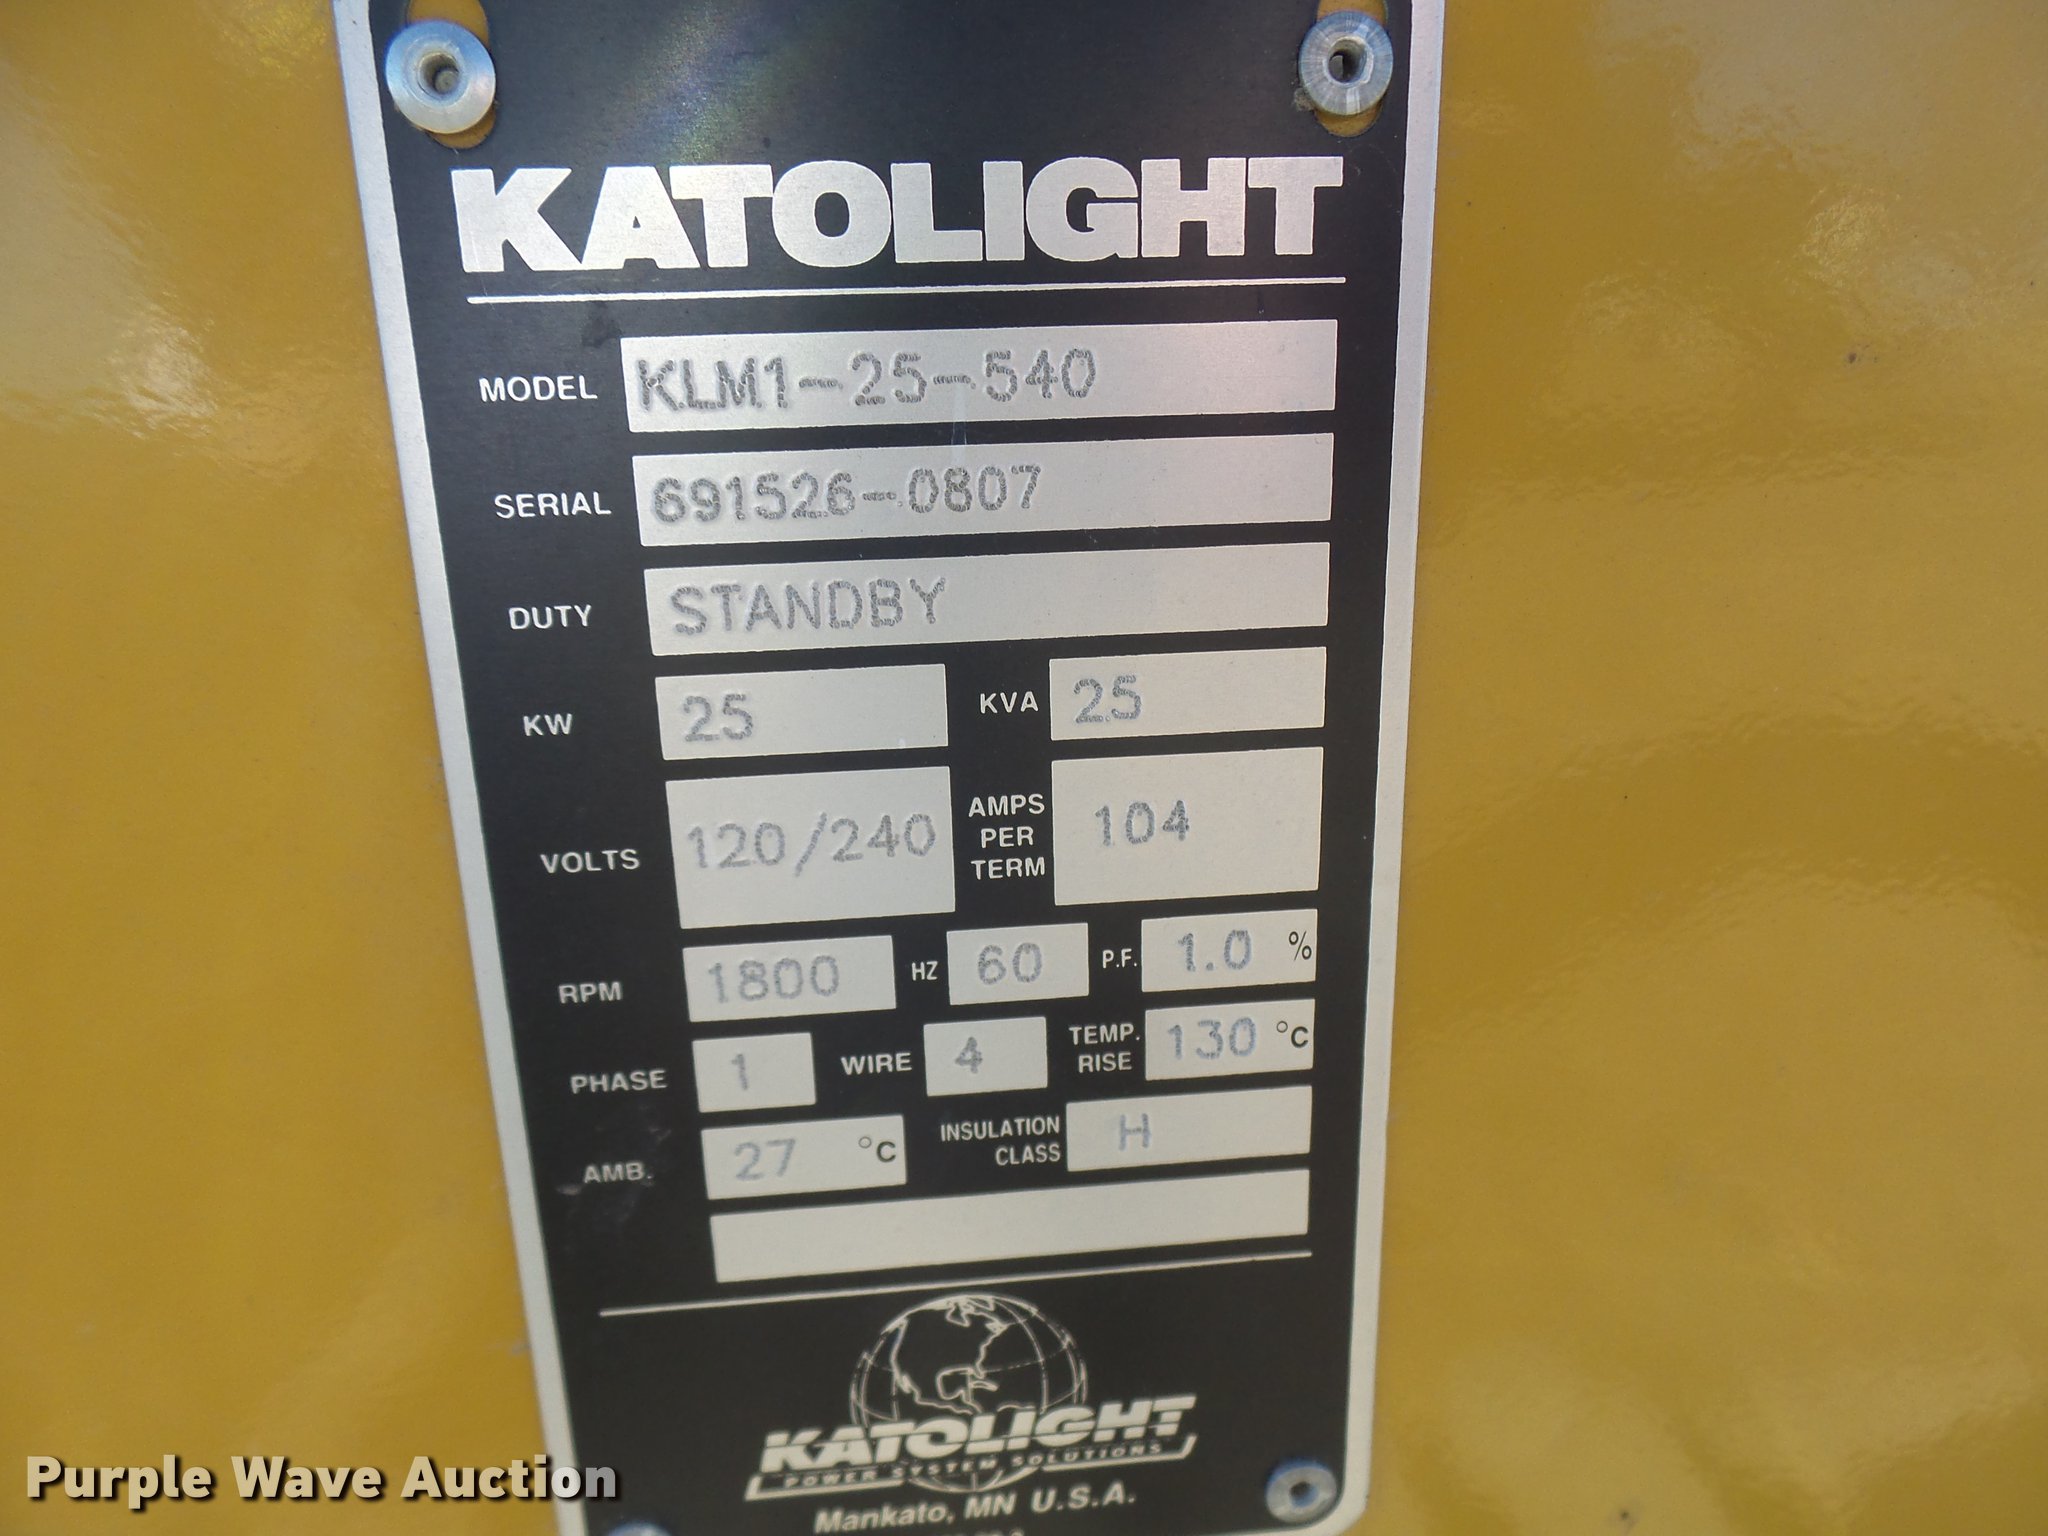 KATOLIGHT
MODEL KLM1-25-540
SERIAL 691526-0807
DUTY STANDBY
KW 25 KVA 25
VOLTS 120/240 AMPS PER TERM 104
RPM 1800 HZ 60 P.F. 1.0 %
PHASE 1 WIRE 4 TEMP. RISE 130 °C
AMB. 27 °C INSULATION CLASS H
KATOLIGHT
POWER SYSTEM SOLUTIONS
Mankato, MN U.S.A.
Purple Wave Auction